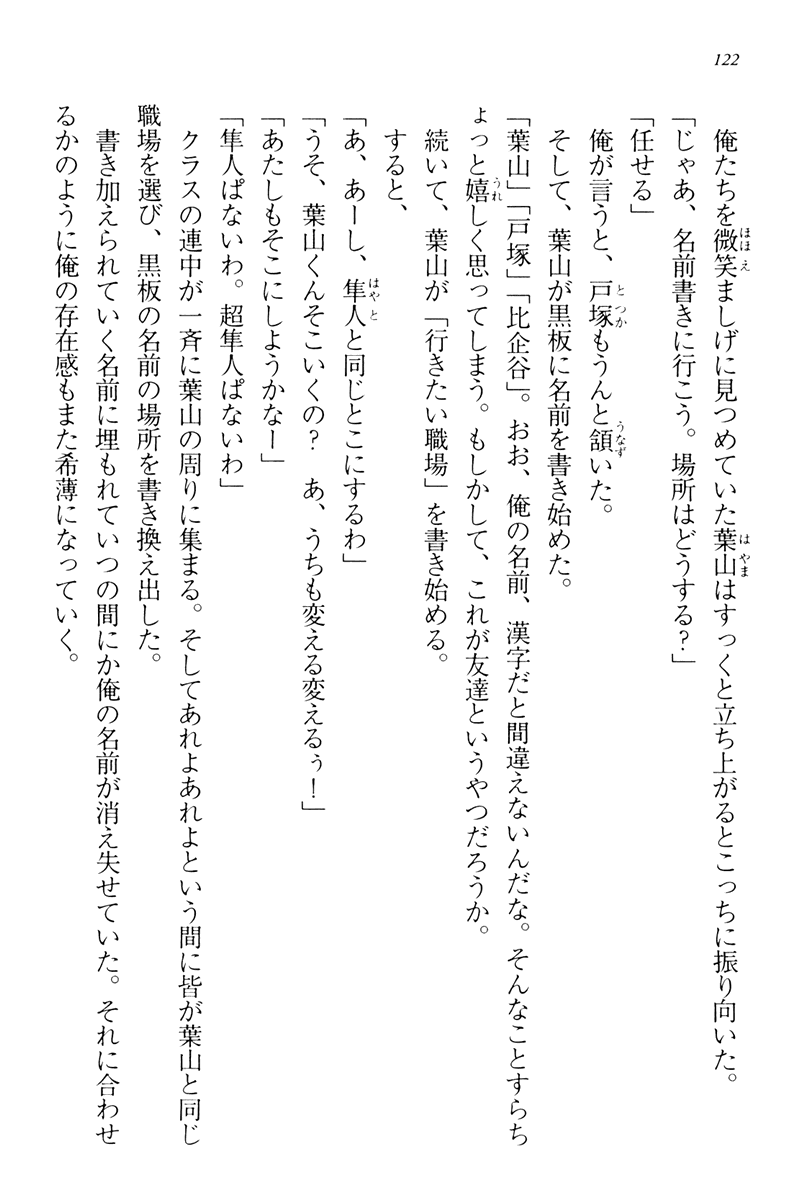 122
俺たちを微笑ましげに見つめていた葉山はすっくと立ち上がるとこっちに振り向いた。
「じゃあ、名前書きに行こう。場所はどうする？」
「任せる」
俺が言うと、戸塚もうんと頷いた。
そして、葉山が黒板に名前を書き始めた。
「葉山」「戸塚」「比企谷」。おお、俺の名前、漢字だと間違えないんだな。そんなことすらち
ょっと嬉しく思ってしまう。もしかして、これが友達というやつだろうか。
続いて、葉山が「行きたい職場」を書き始める。
すると、
「あ、あーし、隼人と同じとこにするわ」
「うそ、葉山くんそこいくの？　あ、うちも変える変えるぅ！」
「あたしもそこにしようかなー」
「隼人ぱないわ。超隼人ぱないわ」
クラスの連中が一斉に葉山の周りに集まる。そしてあれよあれよという間に皆が葉山と同じ
職場を選び、黒板の名前の場所を書き換え出した。
書き加えられていく名前に埋もれていつの間にか俺の名前が消え失せていた。それに合わせ
るかのように俺の存在感もまた希薄になっていく。